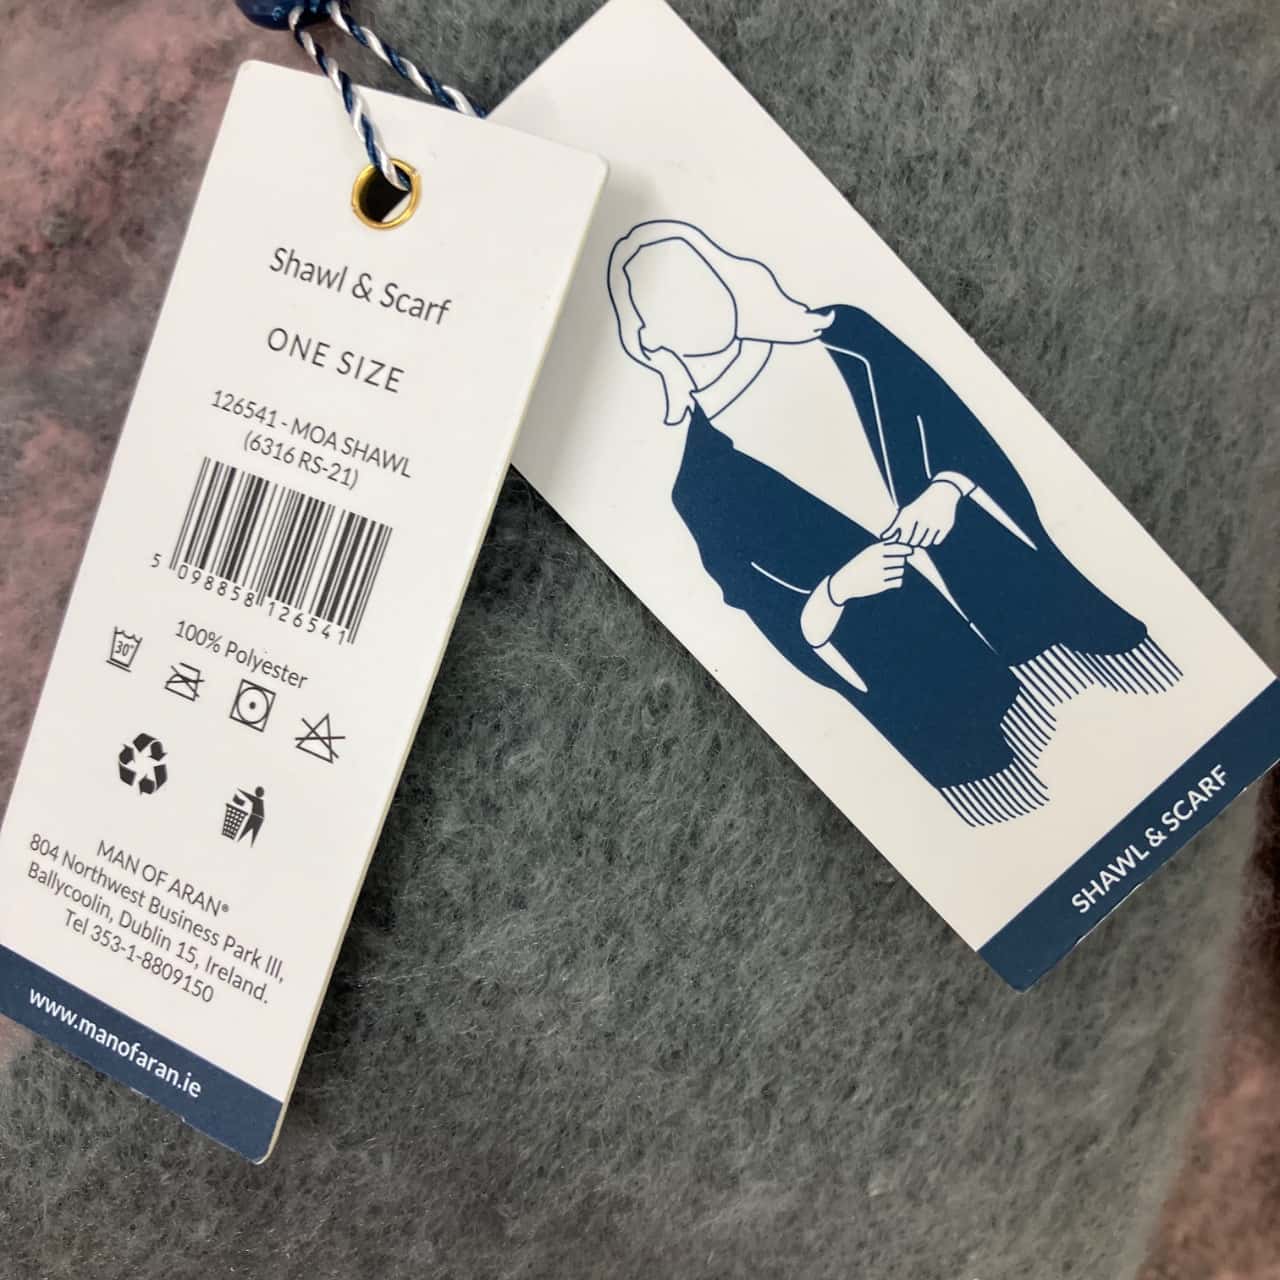 Shawl & Scarf
ONE SIZE
126541 - MOA SHAWL
(6316 RS-21)
5 098858 126541
100% Polyester
30°
MAN OF ARAN®
804 Northwest Business Park III,
Ballycoolin, Dublin 15, Ireland.
Tel 353-1-8809150
www.manofaran.ie
SHAWL & SCARF